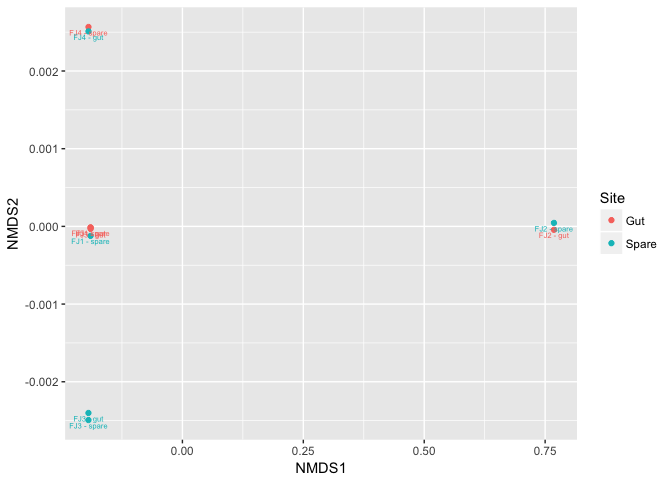 FJ4 - spare
FJ4 - gut
0.002
0.001
0.000
-0.001
-0.002
NMDS2
FJ1 - spare
FJ2 - spare
FJ2 - gut
FJ3 - gut
FJ3 - spare
0.00
0.25
0.50
0.75
NMDS1
Site
Gut
Spare